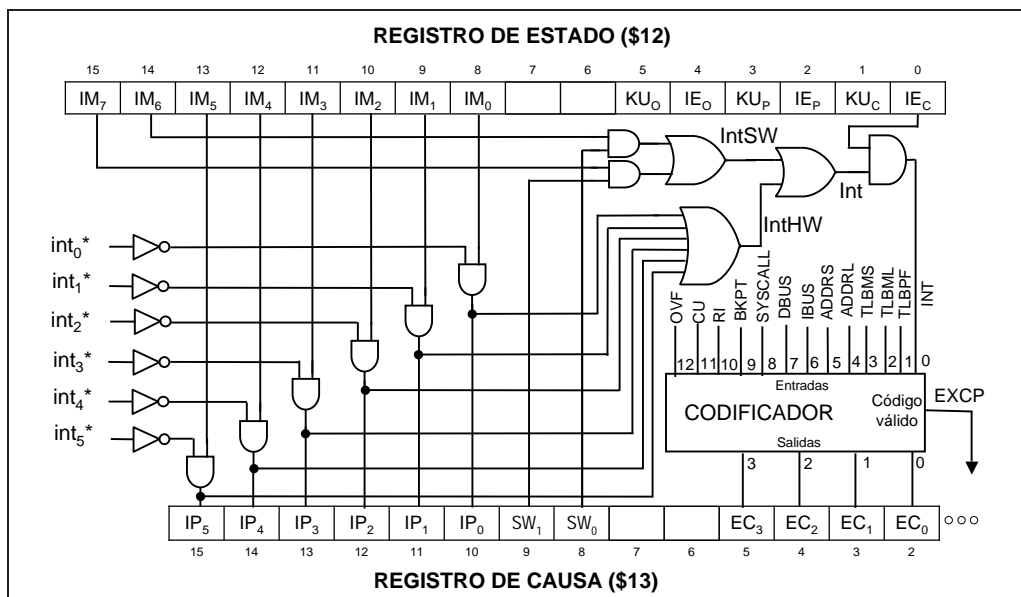 REGISTRO DE ESTADO ($12)
15 14 13 12 11 10 9 8 7 6 5 4 3 2 1 0
IM7 IM6 IM5 IM4 IM3 IM2 IM1 IM0 KUO IEO KUP IEP KUC IEC
IntSW
Int
IntHW
int0*
int1*
int2*
int3*
int4*
int5*
OVF CU RI BKPT SYSCALL DBUS IBUS ADDRS ADDRL TLBMS TLBML TLBPF INT
12 11 10 9 8 7 6 5 4 3 2 1 0
Entradas
CODIFICADOR
Código válido
EXCP
Salidas
3 2 1 0
IP5 IP4 IP3 IP2 IP1 IP0 SW1 SW0 EC3 EC2 EC1 EC0
15 14 13 12 11 10 9 8 7 6 5 4 3 2
REGISTRO DE CAUSA ($13)